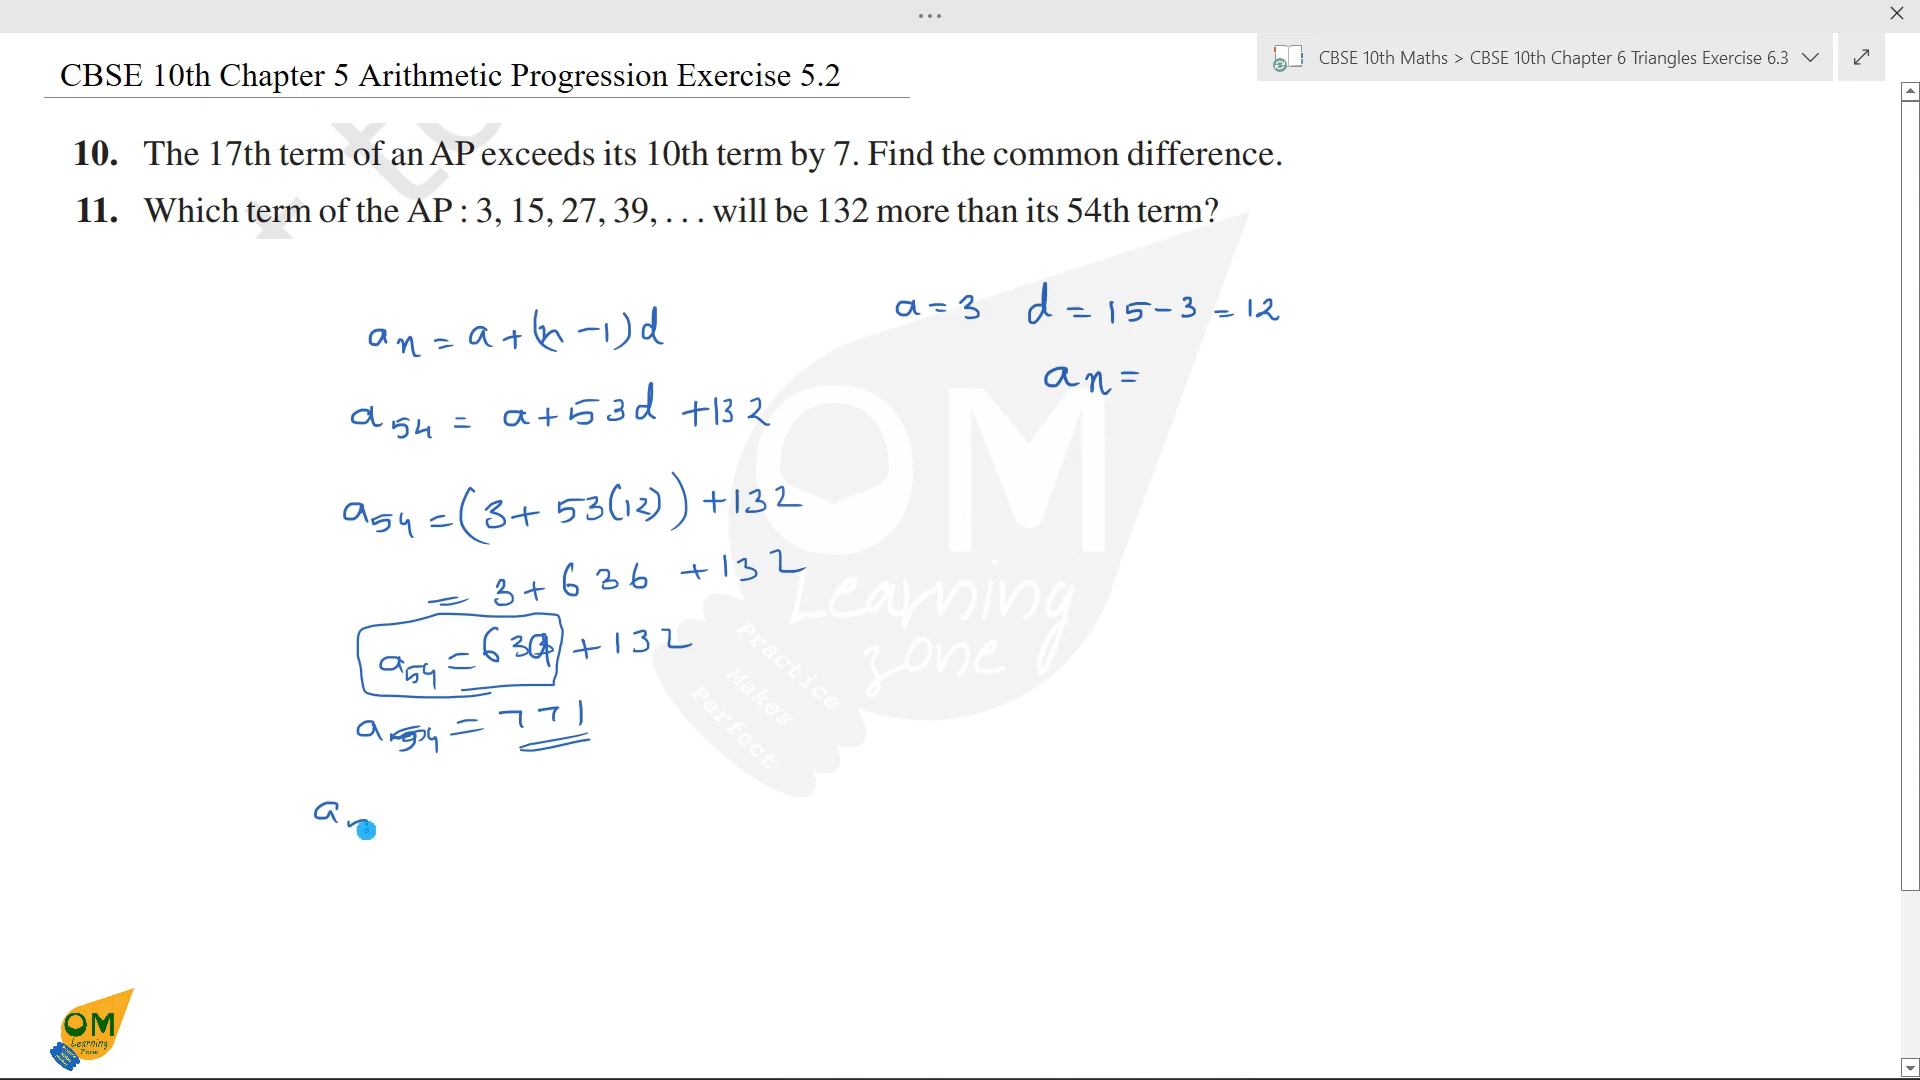 CBSE 10th Maths > CBSE 10th Chapter 6 Triangles Exercise 6.3
CBSE 10th Chapter 5 Arithmetic Progression Exercise 5.2
10. The 17th term of an AP exceeds its 10th term by 7. Find the common difference.
11. Which term of the AP : 3, 15, 27, 39, . . . will be 132 more than its 54th term?
a = 3 d = 15 - 3 = 12
an = a + (n - 1) d
an =
a54 = a + 53d + 132
a54 = (3 + 53(12)) + 132
= 3 + 636 + 132
a54 = 639 + 132
a54 = 771
a
OM
Learning
Zone
Practice
Makes
Perfect
OM
Learning
Zone